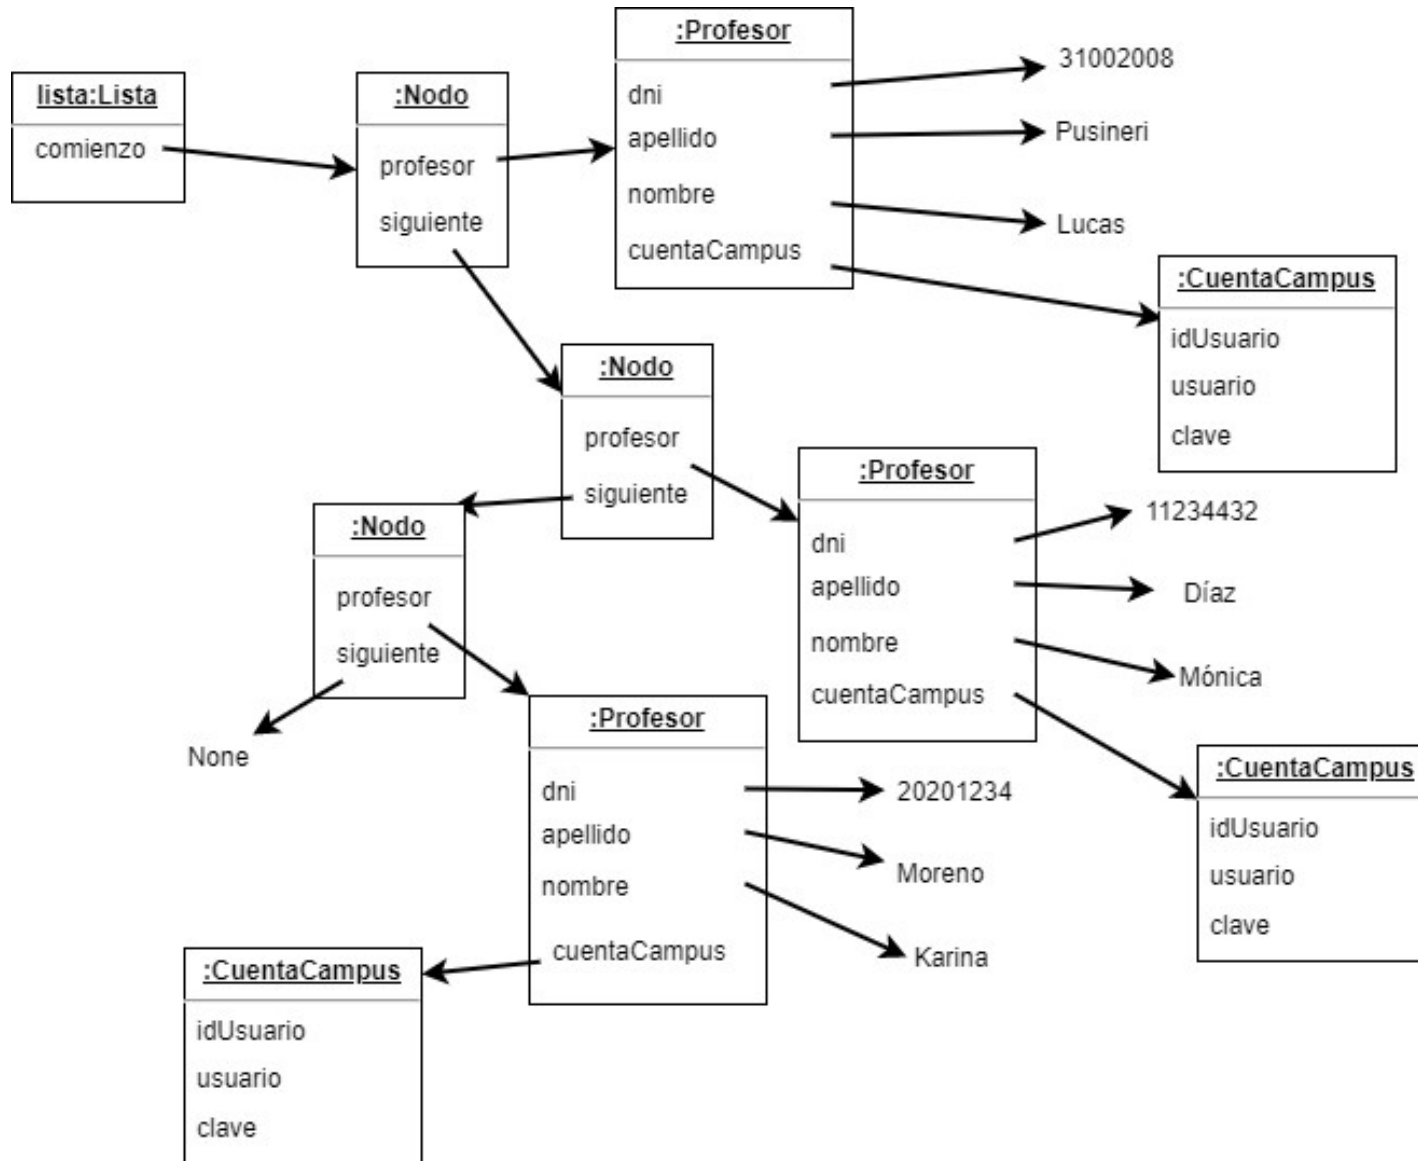 lista:Lista
comienzo
:Nodo
profesor
siguiente
:Profesor
dni
apellido
nombre
cuentaCampus
31002008
Pusineri
Lucas
:CuentaCampus
idUsuario
usuario
clave
:Nodo
profesor
siguiente
:Profesor
dni
apellido
nombre
cuentaCampus
11234432
Díaz
Mónica
:CuentaCampus
idUsuario
usuario
clave
:Nodo
profesor
siguiente
None
:Profesor
dni
apellido
nombre
cuentaCampus
20201234
Moreno
Karina
:CuentaCampus
idUsuario
usuario
clave